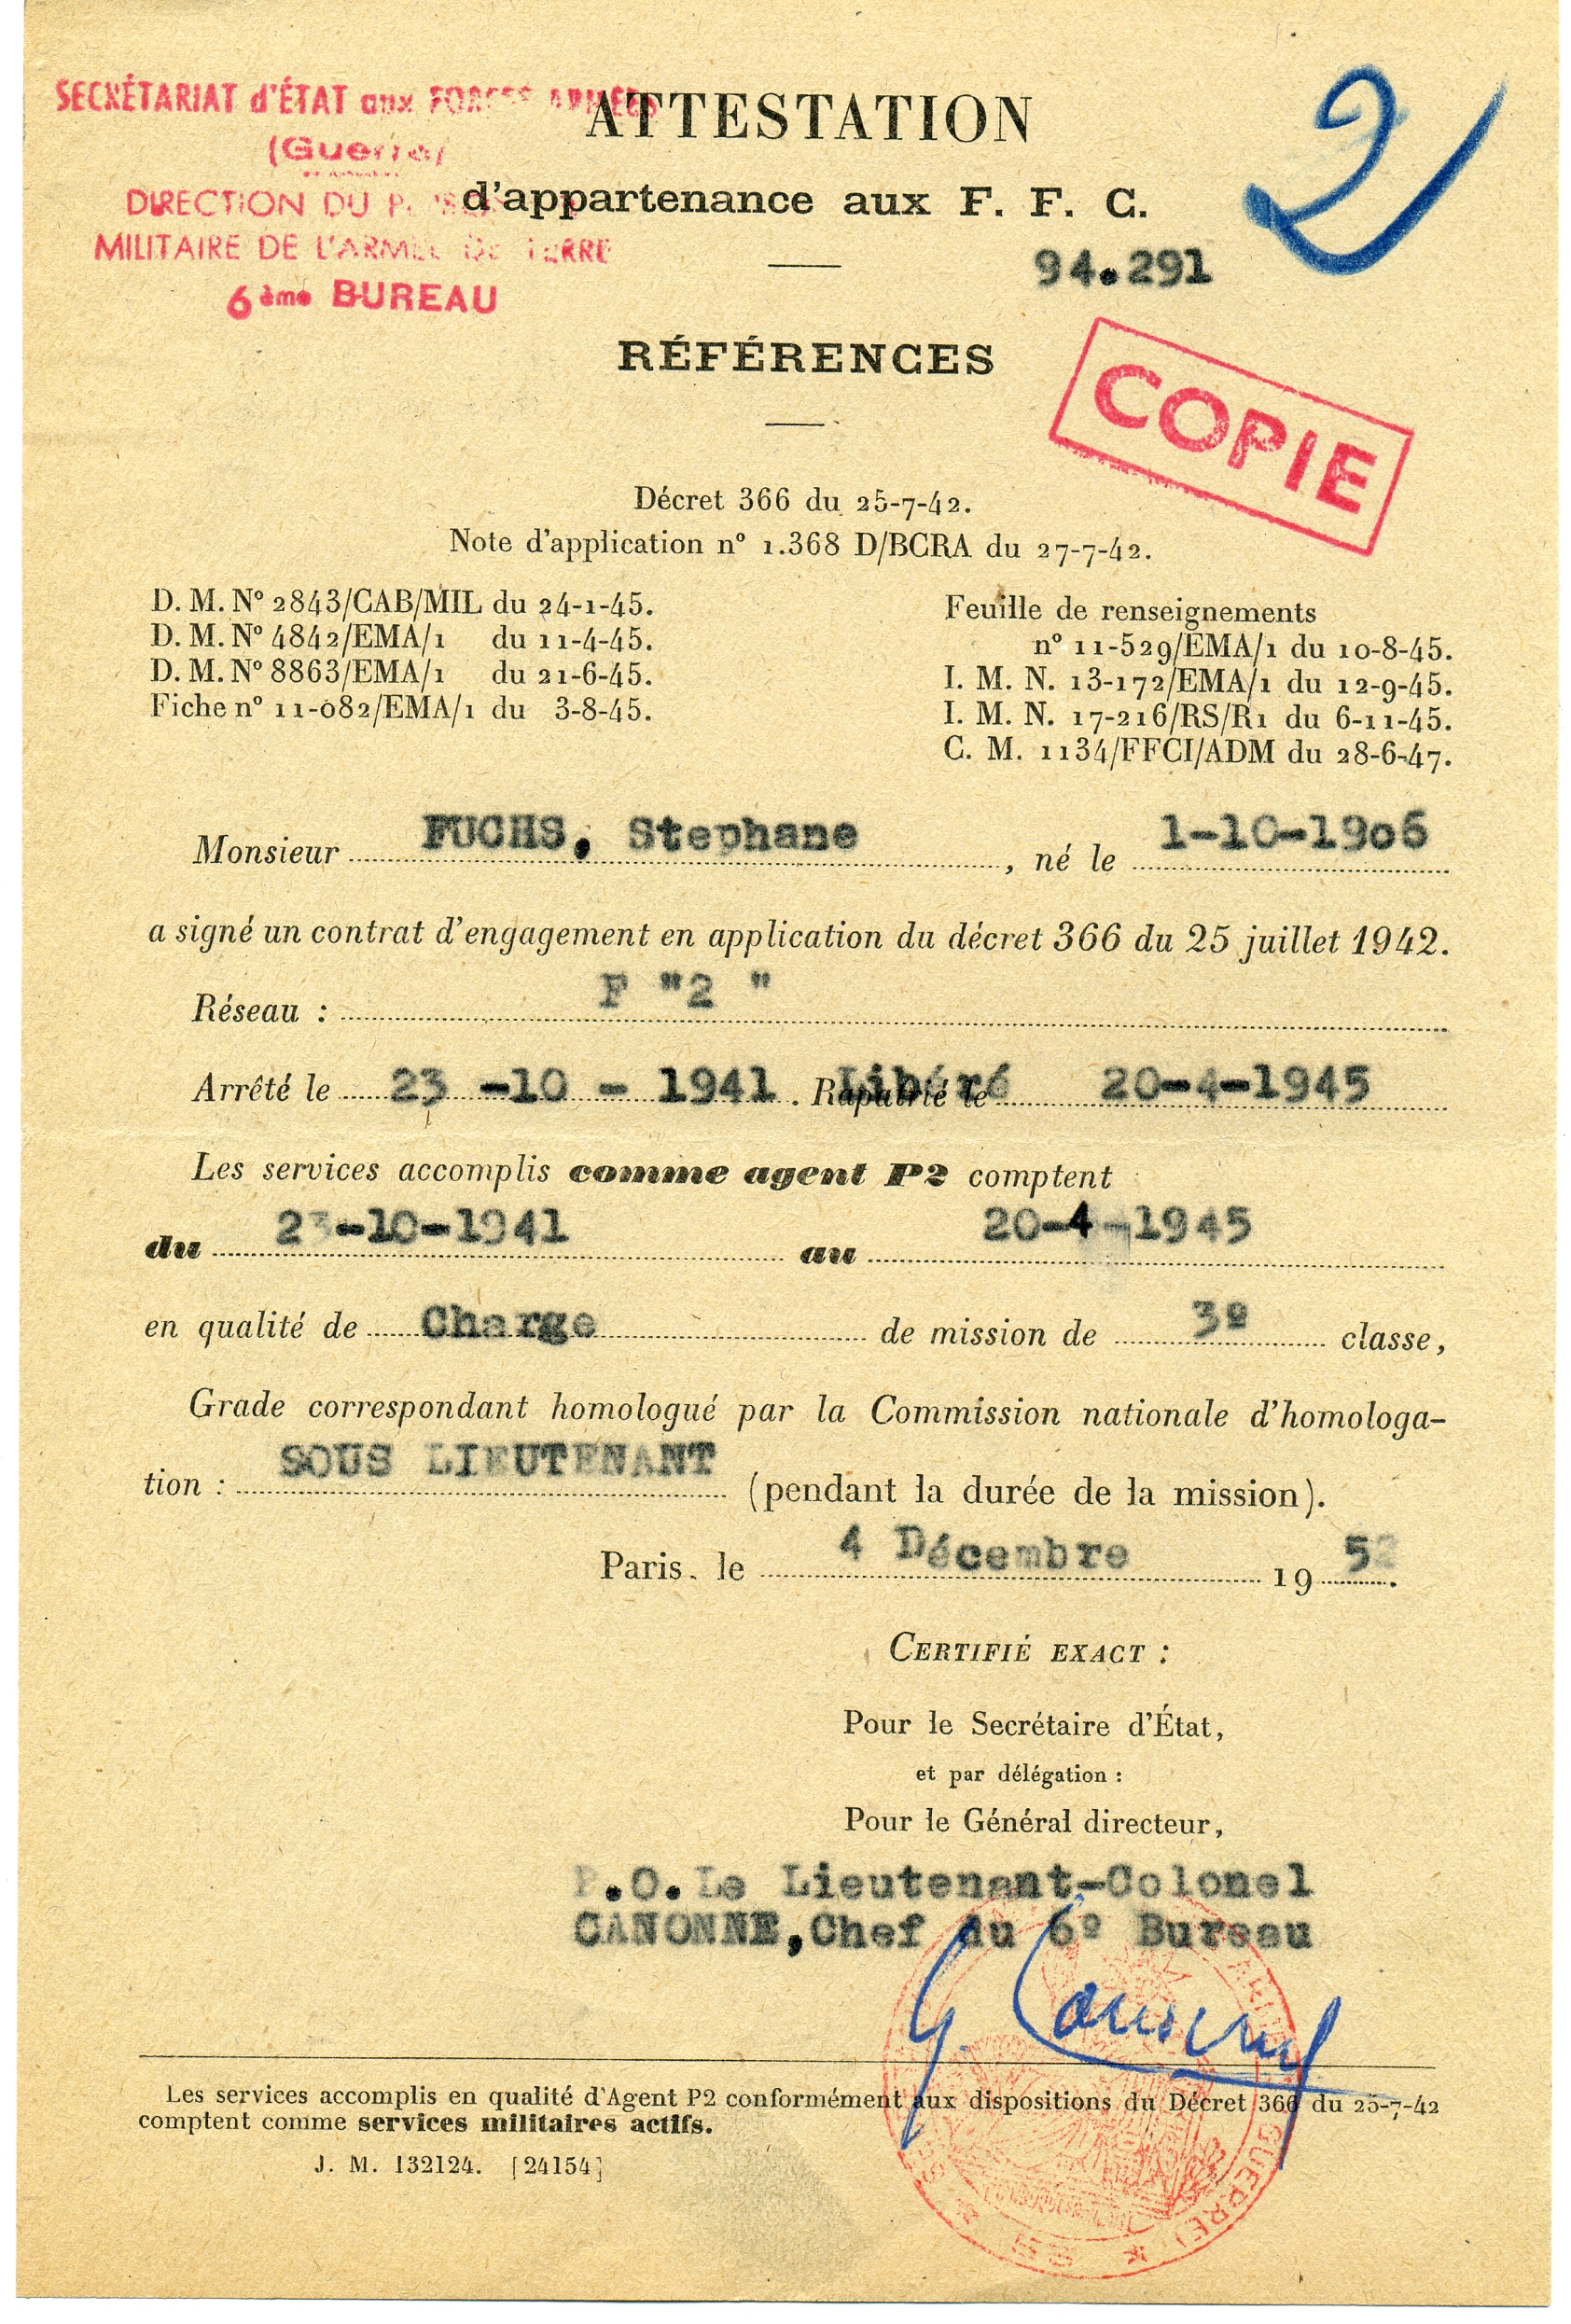 SECRÉTARIAT d'ÉTAT aux FORCES ARMÉES
(Guerre)
DIRECTION DU
MILITAIRE DE L'ARMÉE DE TERRE
6ème BUREAU
2
ATTESTATION
d'appartenance aux F. F. C.
94.291
RÉFÉRENCES
COPIE
Décret 366 du 25-7-42.
Note d'application n° 1.368 D/BCRA du 27-7-42.
D. M. N° 2843/CAB/MIL du 24-1-45.
D. M. N° 4842/EMA/1 du 11-4-45.
D. M. N° 8863/EMA/1 du 21-6-45.
Fiche n° 11-082/EMA/1 du 3-8-45.
Feuille de renseignements
n° 11-529/EMA/1 du 10-8-45.
I. M. N. 13-172/EMA/1 du 12-9-45.
I. M. N. 17-216/RS/R1 du 6-11-45.
C. M. 1134/FFCI/ADM du 28-6-47.
Monsieur FUCHS, Stephane, né le 1-10-1906
a signé un contrat d'engagement en application du décret 366 du 25 juillet 1942.
Réseau : F "2 "
Arrêté le 23 -10 - 1941. Rapatrié le Libéré 20-4-1945
Les services accomplis comme agent P2 comptent
du 23-10-1941 au 20-4-1945
en qualité de Charge de mission de 3º classe,
Grade correspondant homologué par la Commission nationale d'homologa-
tion : SOUS LIEUTENANT (pendant la durée de la mission).
Paris, le 4 Décembre 1952.
CERTIFIÉ EXACT :
Pour le Secrétaire d'État,
et par délégation :
Pour le Général directeur,
P.O. Le Lieutenant-Colonel
CANONNE, Chef du 6º Bureau
Les services accomplis en qualité d'Agent P2 conformément aux dispositions du Décret 366 du 25-7-42
comptent comme services militaires actifs.
J. M. 132124. [24154]